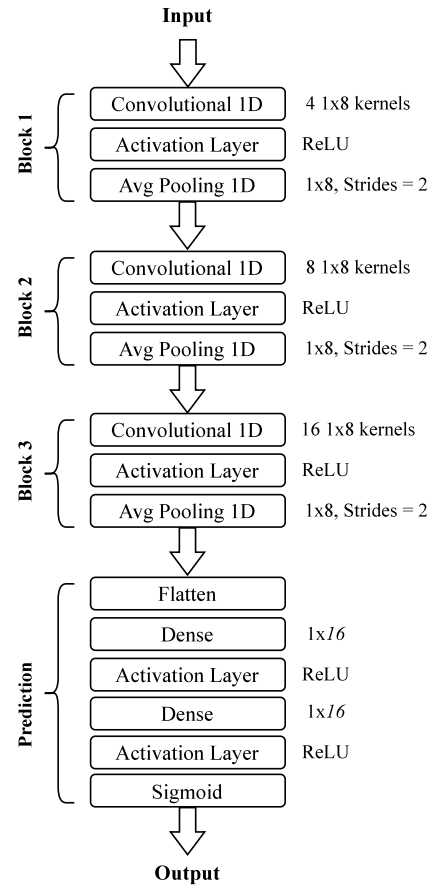 Input
Block 1
Convolutional 1D 4 1x8 kernels
Activation Layer ReLU
Avg Pooling 1D 1x8, Strides = 2
Block 2
Convolutional 1D 8 1x8 kernels
Activation Layer ReLU
Avg Pooling 1D 1x8, Strides = 2
Block 3
Convolutional 1D 16 1x8 kernels
Activation Layer ReLU
Avg Pooling 1D 1x8, Strides = 2
Prediction
Flatten
Dense 1x16
Activation Layer ReLU
Dense 1x16
Activation Layer ReLU
Sigmoid
Output